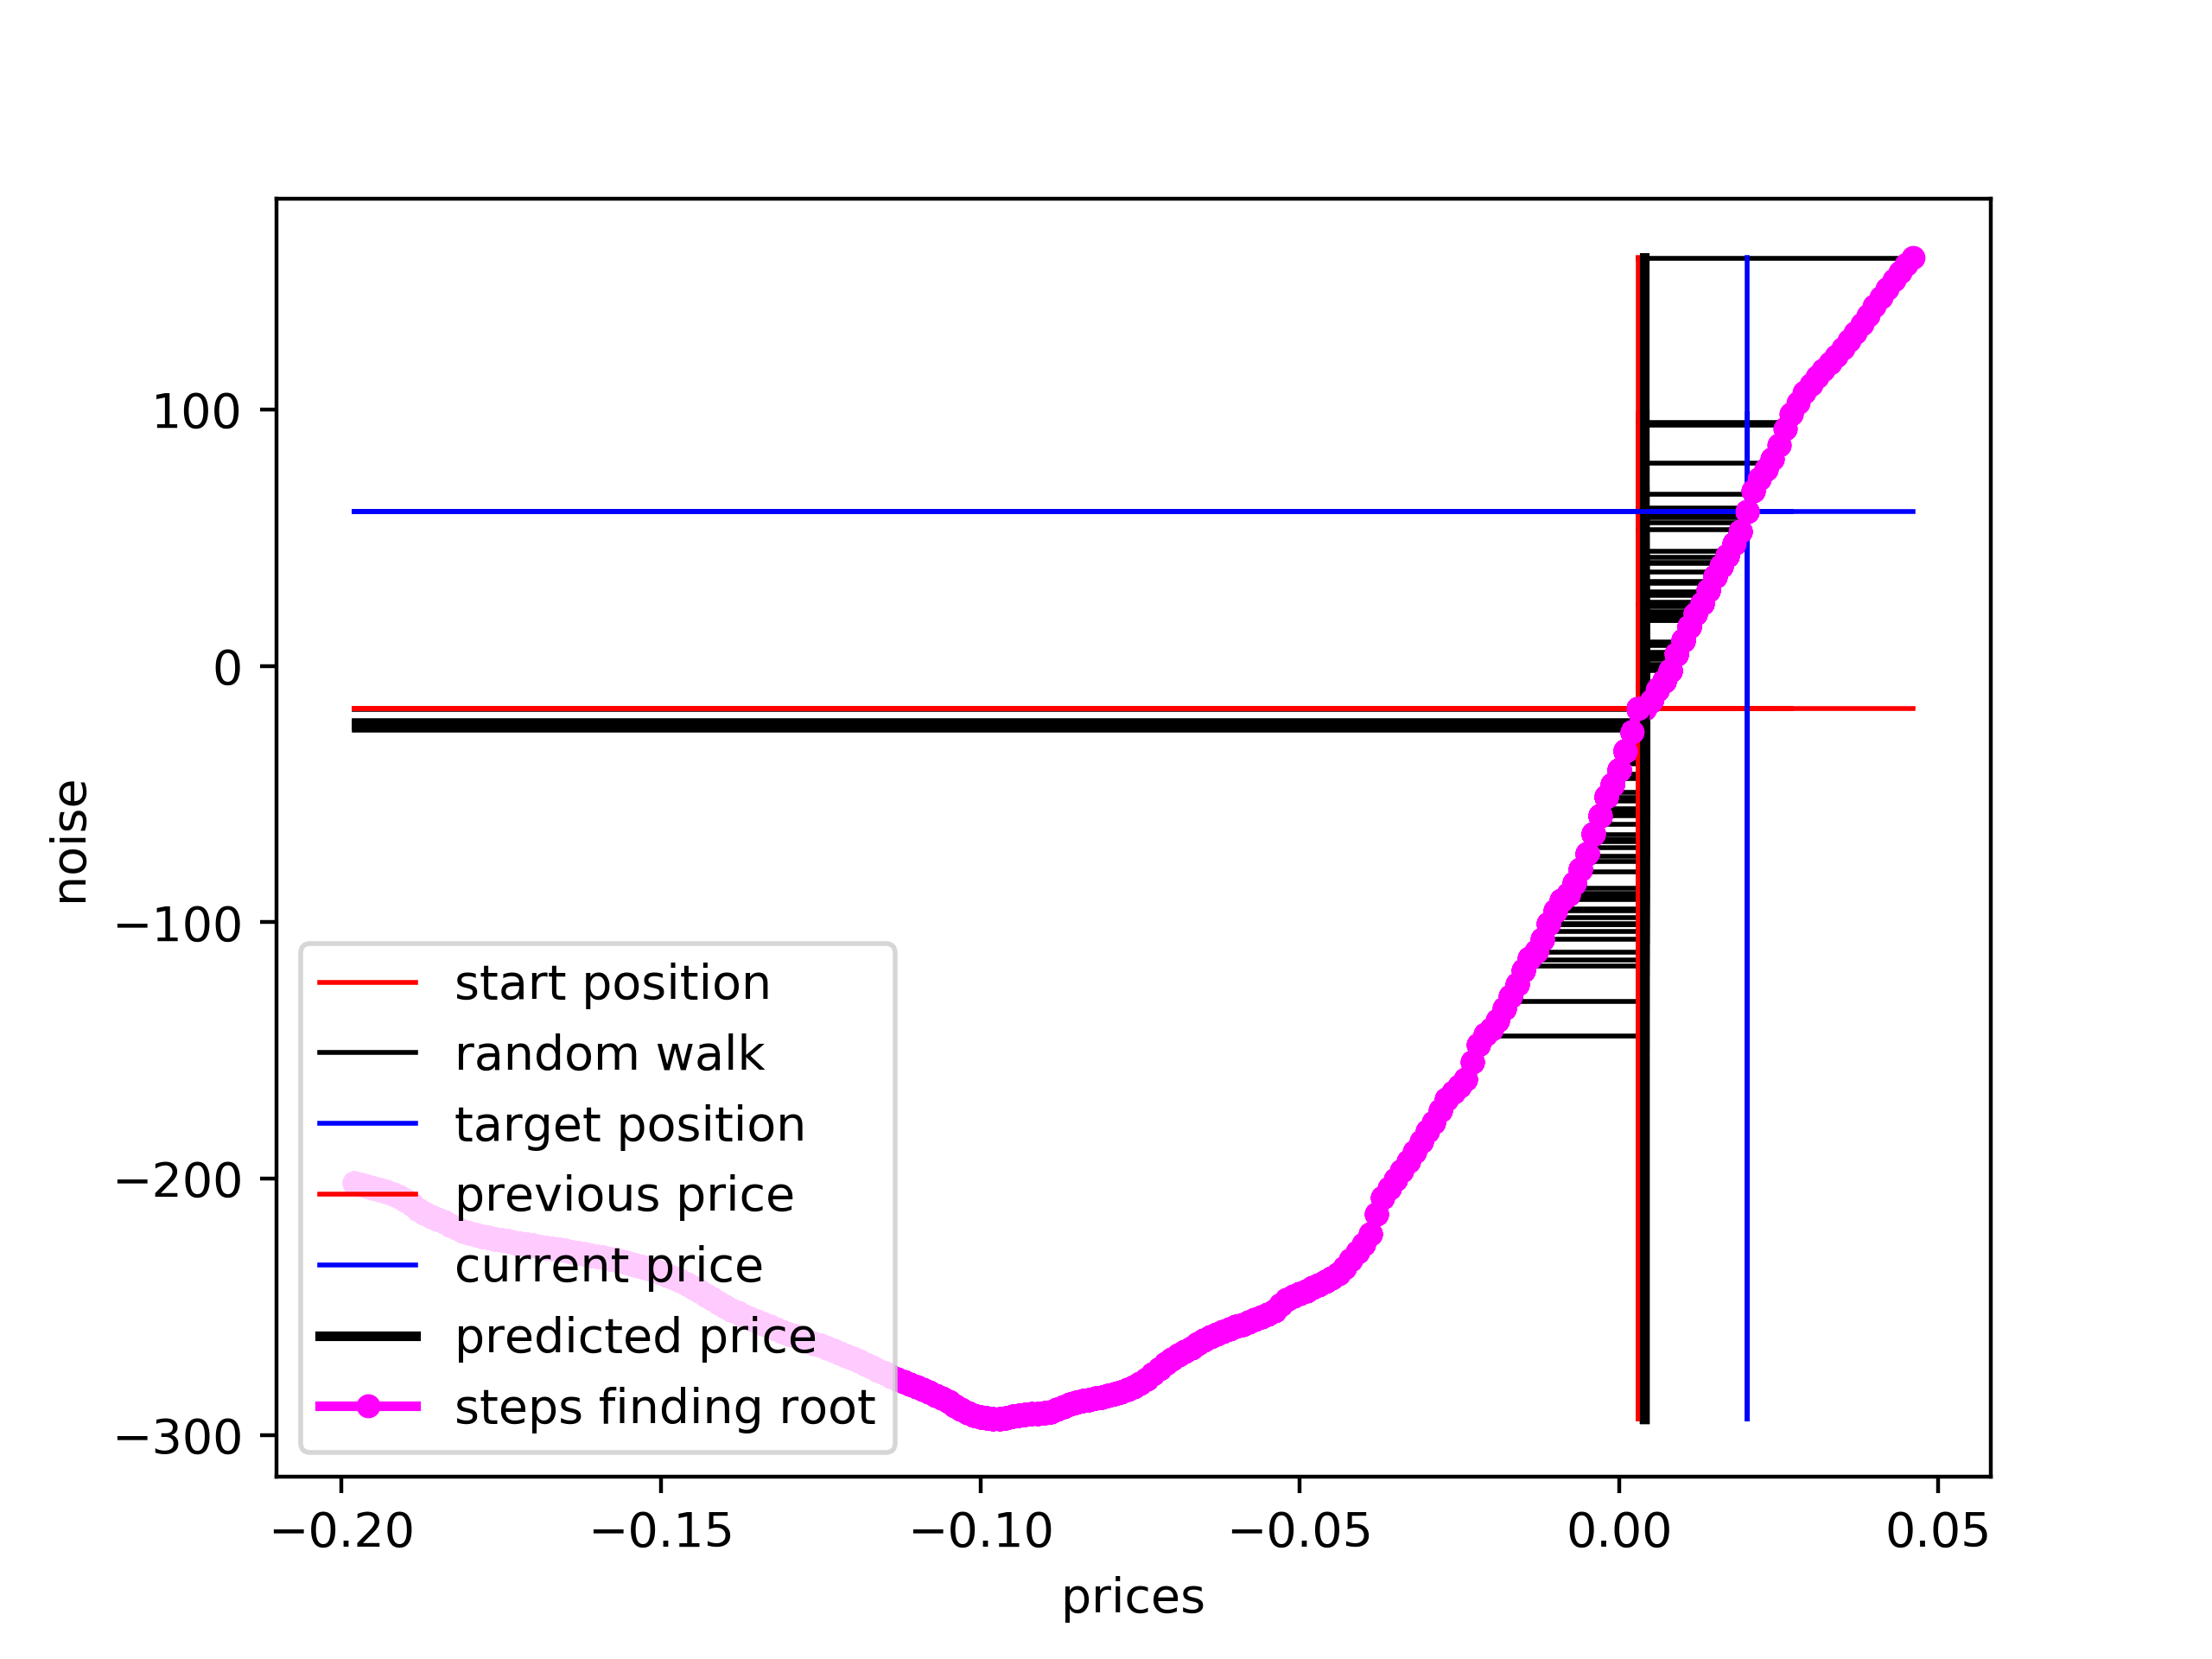 100
0
−100
−200
−300
noise
start position
random walk
target position
previous price
current price
predicted price
steps finding root
−0.20 −0.15 −0.10 −0.05 0.00 0.05
prices